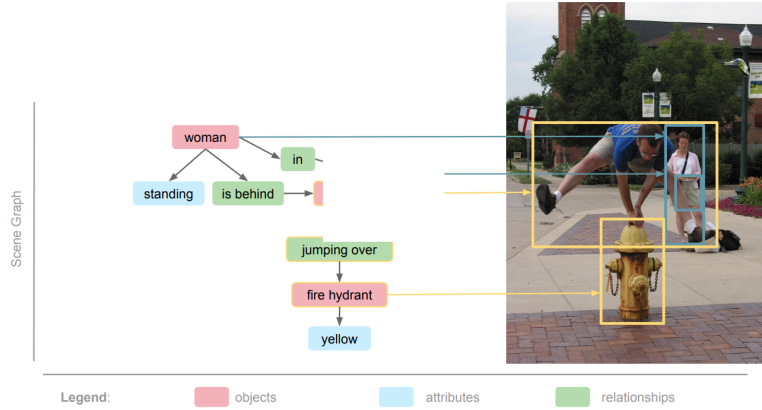 woman
in
standing
is behind
jumping over
fire hydrant
yellow
Scene Graph
Legend:
objects
attributes
relationships